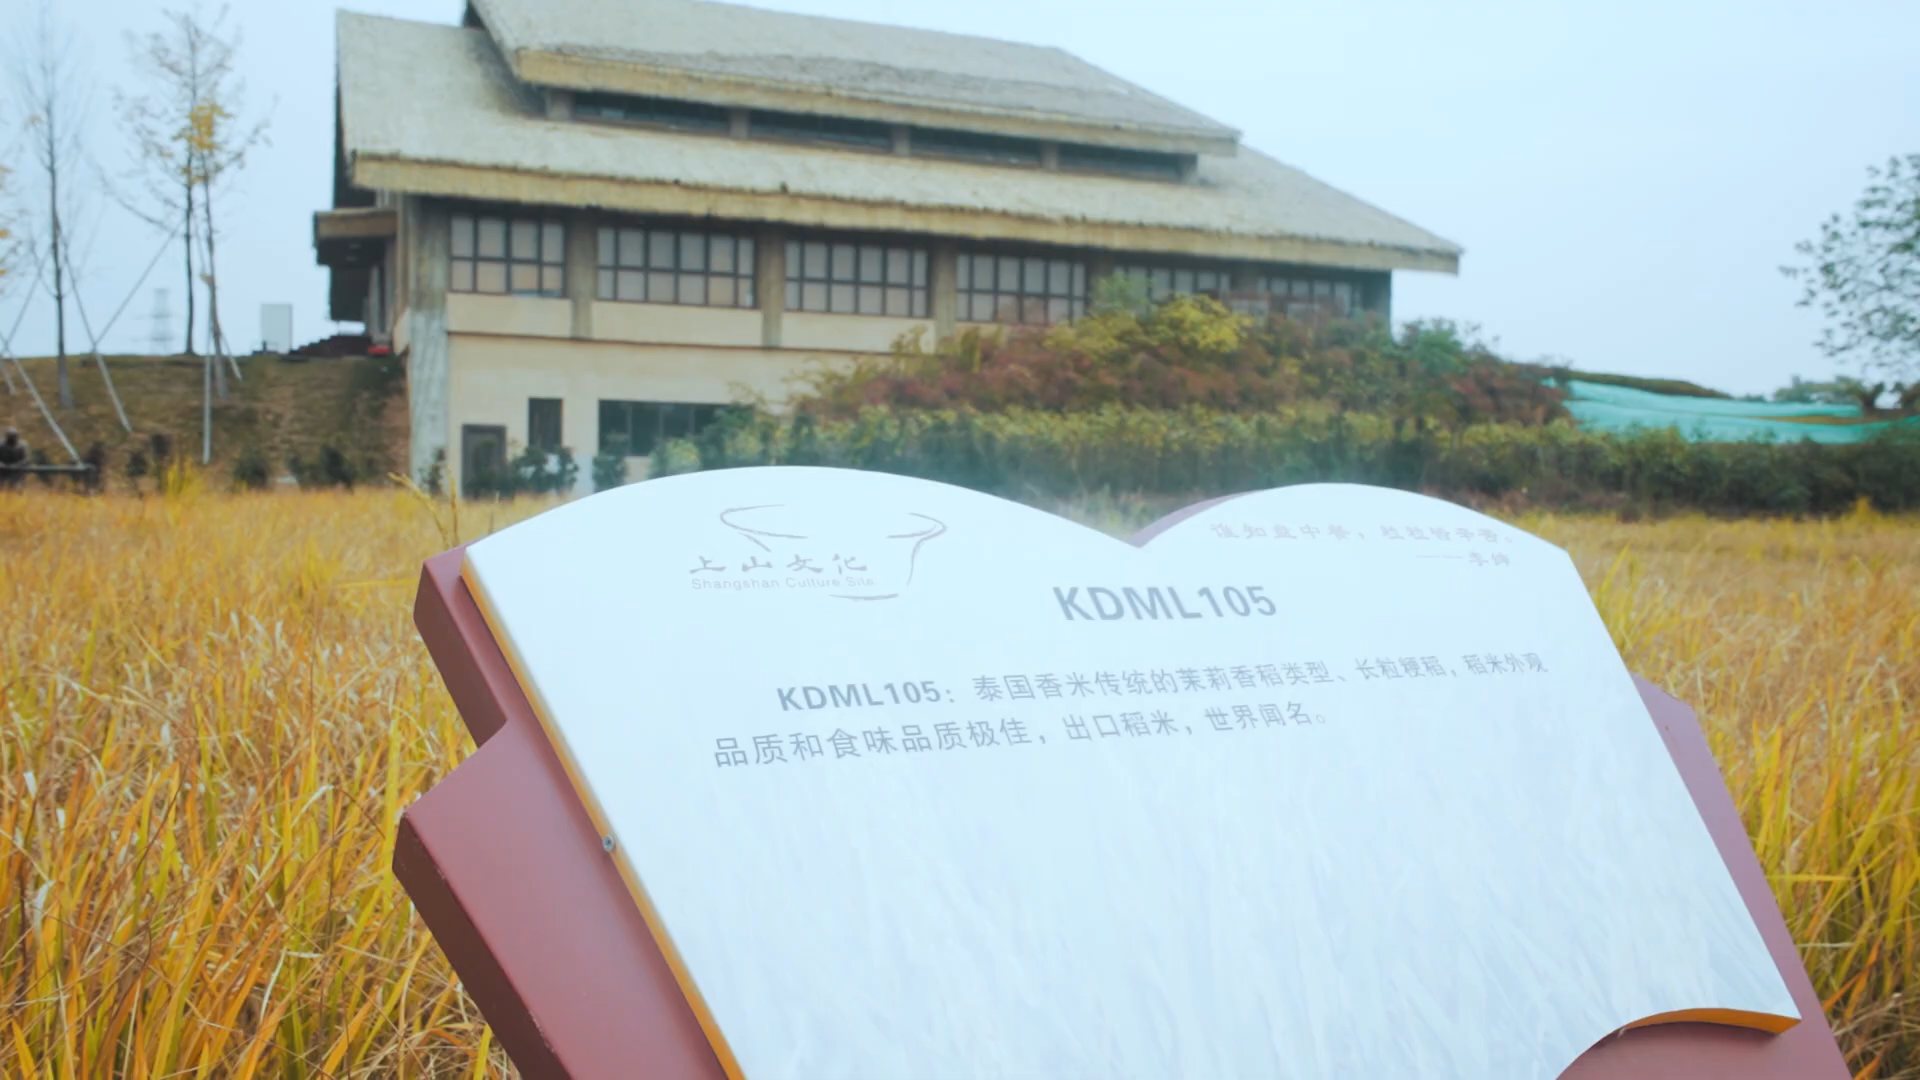 上山文化
Shangshan Culture Site
谁知盘中餐，粒粒皆辛苦。
——李绅
KDML105
KDML105：泰国香米传统的茉莉香稻类型、长粒粳稻，稻米外观
品质和食味品质极佳，出口稻米，世界闻名。